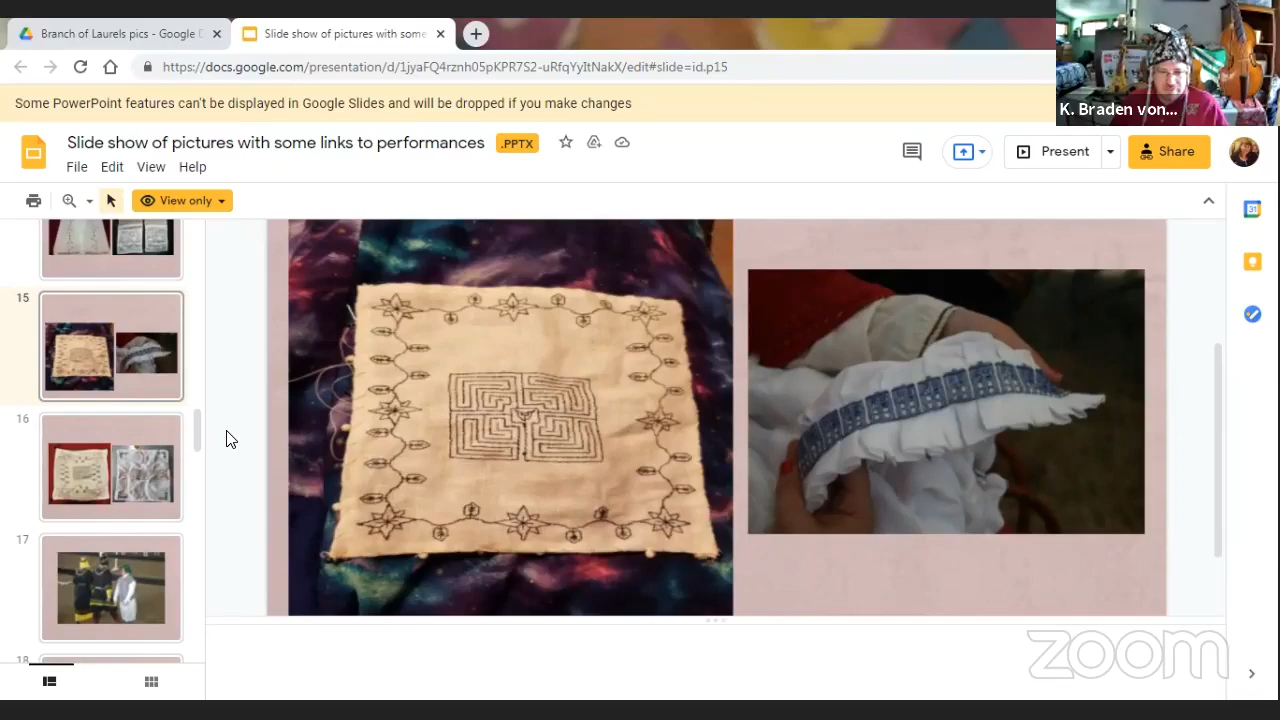 Branch of Laurels pics - Google D
Slide show of pictures with some
https://docs.google.com/presentation/d/1jyaFQ4rznh05pKPR7S2-uRfqYyItNakX/edit#slide=id.p15
K. Braden von...
Some PowerPoint features can't be displayed in Google Slides and will be dropped if you make changes
Slide show of pictures with some links to performances .PPTX
Present
Share
File Edit View Help
View only
31
15
16
17
18
zoom